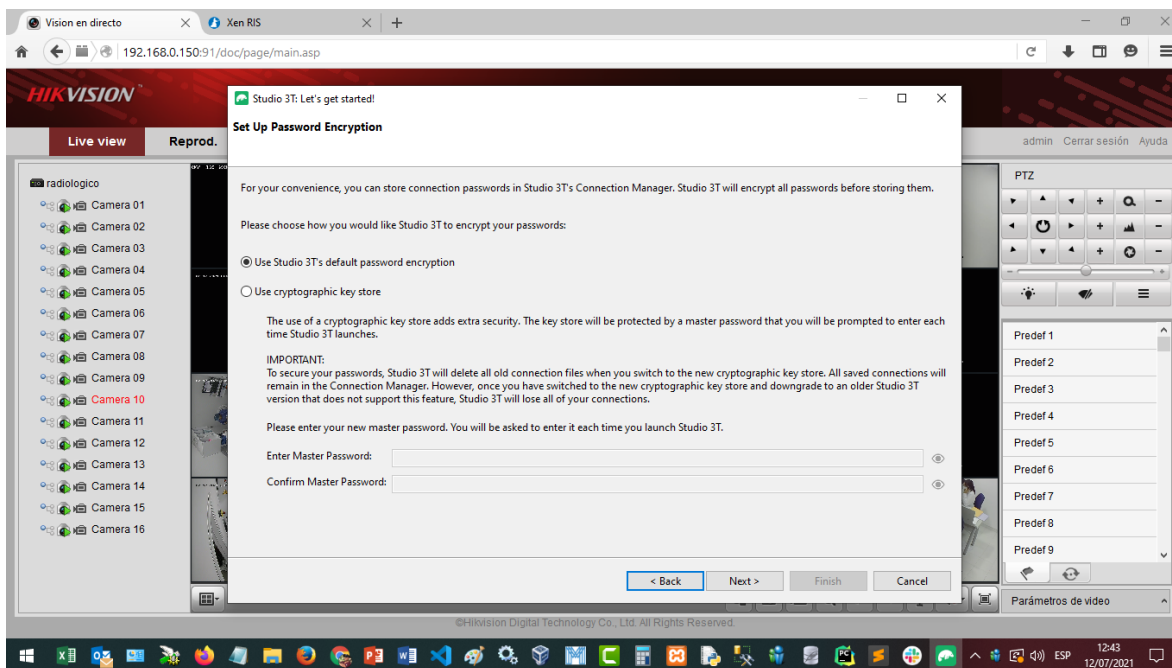 Vision en directo
Xen RIS
192.168.0.150:91/doc/page/main.asp
HIKVISION
Live view
Reprod.
admin Cerrar sesión Ayuda
radiologico
Camera 01
Camera 02
Camera 03
Camera 04
Camera 05
Camera 06
Camera 07
Camera 08
Camera 09
Camera 10
Camera 11
Camera 12
Camera 13
Camera 14
Camera 15
Camera 16
Studio 3T: Let's get started!
Set Up Password Encryption
For your convenience, you can store connection passwords in Studio 3T's Connection Manager. Studio 3T will encrypt all passwords before storing them.
Please choose how you would like Studio 3T to encrypt your passwords:
Use Studio 3T's default password encryption
Use cryptographic key store
The use of a cryptographic key store adds extra security. The key store will be protected by a master password that you will be prompted to enter each
time Studio 3T launches.
IMPORTANT:
To secure your passwords, Studio 3T will delete all old connection files when you switch to the new cryptographic key store. All saved connections will
remain in the Connection Manager. However, once you have switched to the new cryptographic key store and downgrade to an older Studio 3T
version that does not support this feature, Studio 3T will lose all of your connections.
Please enter your new master password. You will be asked to enter it each time you launch Studio 3T.
Enter Master Password:
Confirm Master Password:
< Back
Next >
Finish
Cancel
PTZ
Predef 1
Predef 2
Predef 3
Predef 4
Predef 5
Predef 6
Predef 7
Predef 8
Predef 9
Parámetros de video
©Hikvision Digital Technology Co., Ltd. All Rights Reserved.
ESP
12:43
12/07/2021